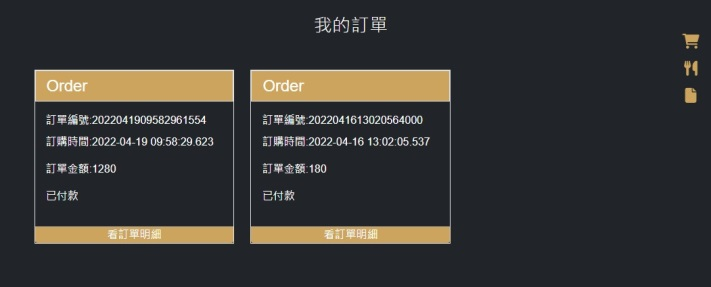 我的訂單
Order
訂單編號:2022041909582961554
訂購時間:2022-04-19 09:58:29.623
訂單金額:1280
已付款
看訂單明細
Order
訂單編號:2022041613020564000
訂購時間:2022-04-16 13:02:05.537
訂單金額:180
已付款
看訂單明細